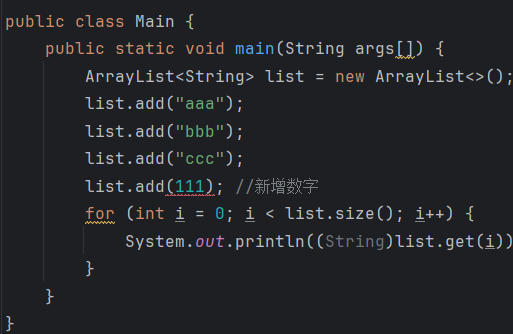 public class Main {
public static void main(String args[]) {
ArrayList<String> list = new ArrayList<>();
list.add("aaa");
list.add("bbb");
list.add("ccc");
list.add(111); //新增数字
for (int i = 0; i < list.size(); i++) {
System.out.println((String)list.get(i))
}
}
}